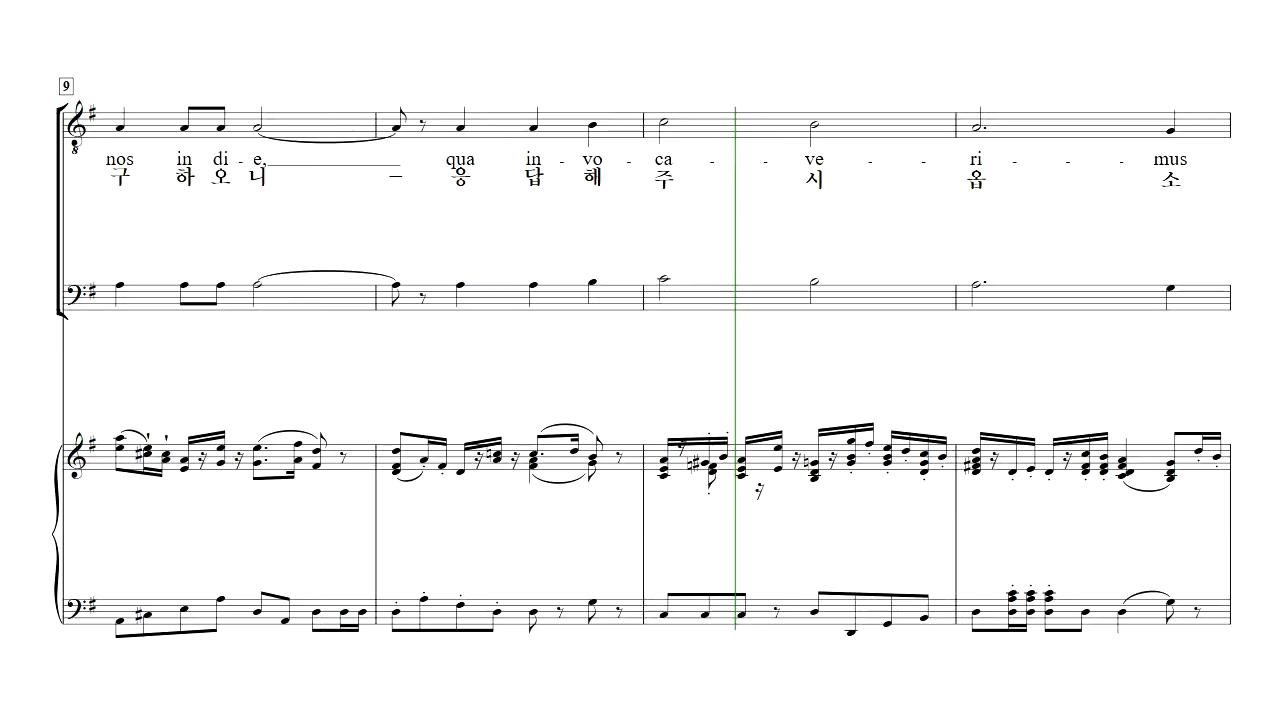 9
nos in di - e, qua in - vo - ca - - ve - - ri - - - mus
구 하 오 니 – 응 답 해 주 시 옵 소